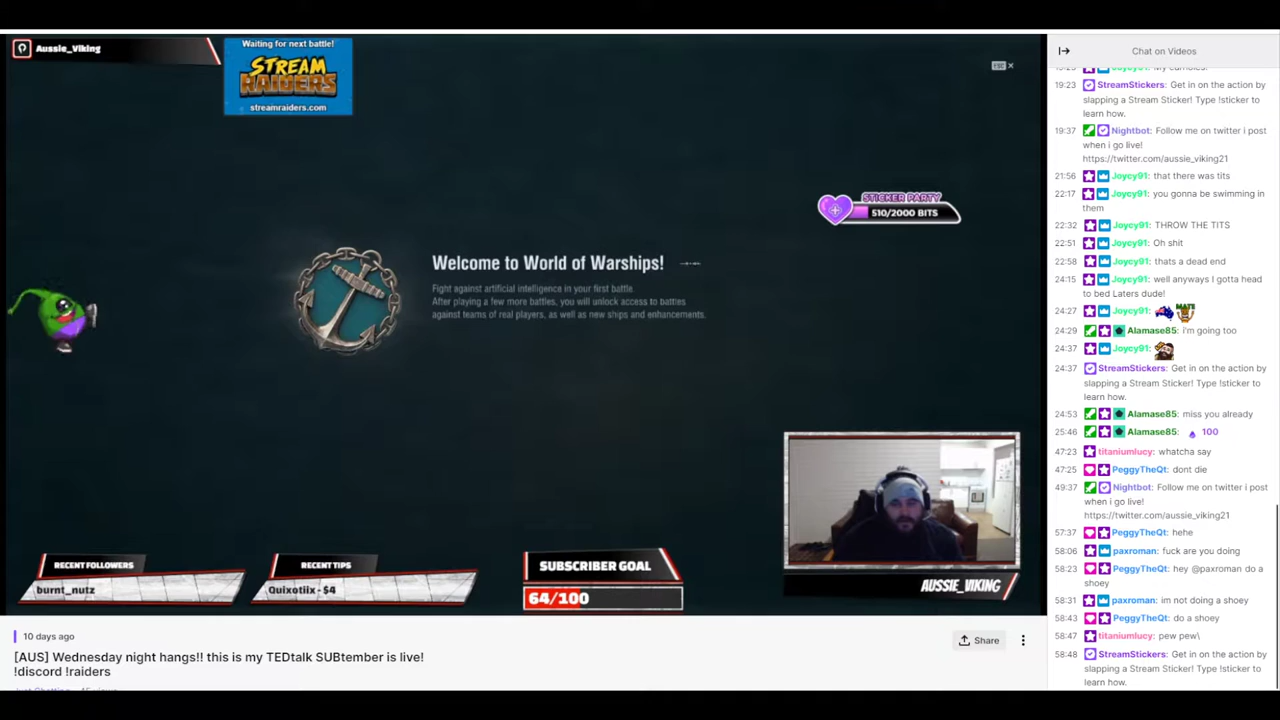 Aussie_Viking
Waiting for next battle!
STREAM
RAIDERS
streamraiders.com
ESC ×
STICKER PARTY
510/2000 BITS
Welcome to World of Warships!
Fight against artificial intelligence in your first battle.
After playing a few more battles, you will unlock access to battles
against teams of real players, as well as new ships and enhancements.
RECENT FOLLOWERS
burnt_nutz
RECENT TIPS
Quixotiix - $4
SUBSCRIBER GOAL
64/100
AUSSIE_VIKING
10 days ago
Share
[AUS] Wednesday night hangs!! this is my TEDtalk SUBtember is live!
!discord !raiders
Chat on Videos
19:23 StreamStickers: Get in on the action by
slapping a Stream Sticker! Type !sticker to
learn how.
19:37 Nightbot: Follow me on twitter i post
when i go live!
https://twitter.com/aussie_viking21
21:56 Joycy91: that there was tits
22:17 Joycy91: you gonna be swimming in
them
22:32 Joycy91: THROW THE TITS
22:51 Joycy91: Oh shit
22:58 Joycy91: thats a dead end
24:15 Joycy91: well anyways I gotta head
to bed Laters dude!
24:27 Joycy91: MATE
24:29 Alamase85: i'm going too
24:37 Joycy91:
24:37 StreamStickers: Get in on the action by
slapping a Stream Sticker! Type !sticker to
learn how.
24:53 Alamase85: miss you already
25:46 Alamase85: 100
47:23 titaniumlucy: whatcha say
47:25 PeggyTheQt: dont die
49:37 Nightbot: Follow me on twitter i post
when i go live!
https://twitter.com/aussie_viking21
57:37 PeggyTheQt: hehe
58:06 paxroman: fuck are you doing
58:23 PeggyTheQt: hey @paxroman do a
shoey
58:31 paxroman: im not doing a shoey
58:43 PeggyTheQt: do a shoey
58:47 titaniumlucy: pew pew\
58:48 StreamStickers: Get in on the action by
slapping a Stream Sticker! Type !sticker to
learn how.